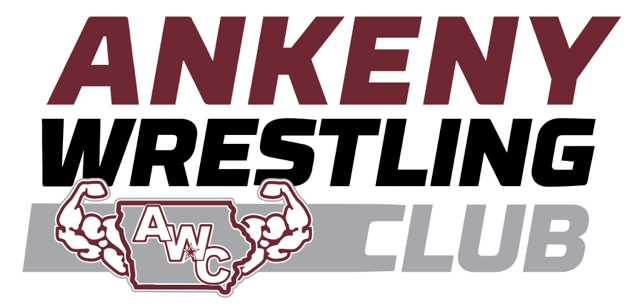 ANKENY
WRESTLING
CLUB
AWC